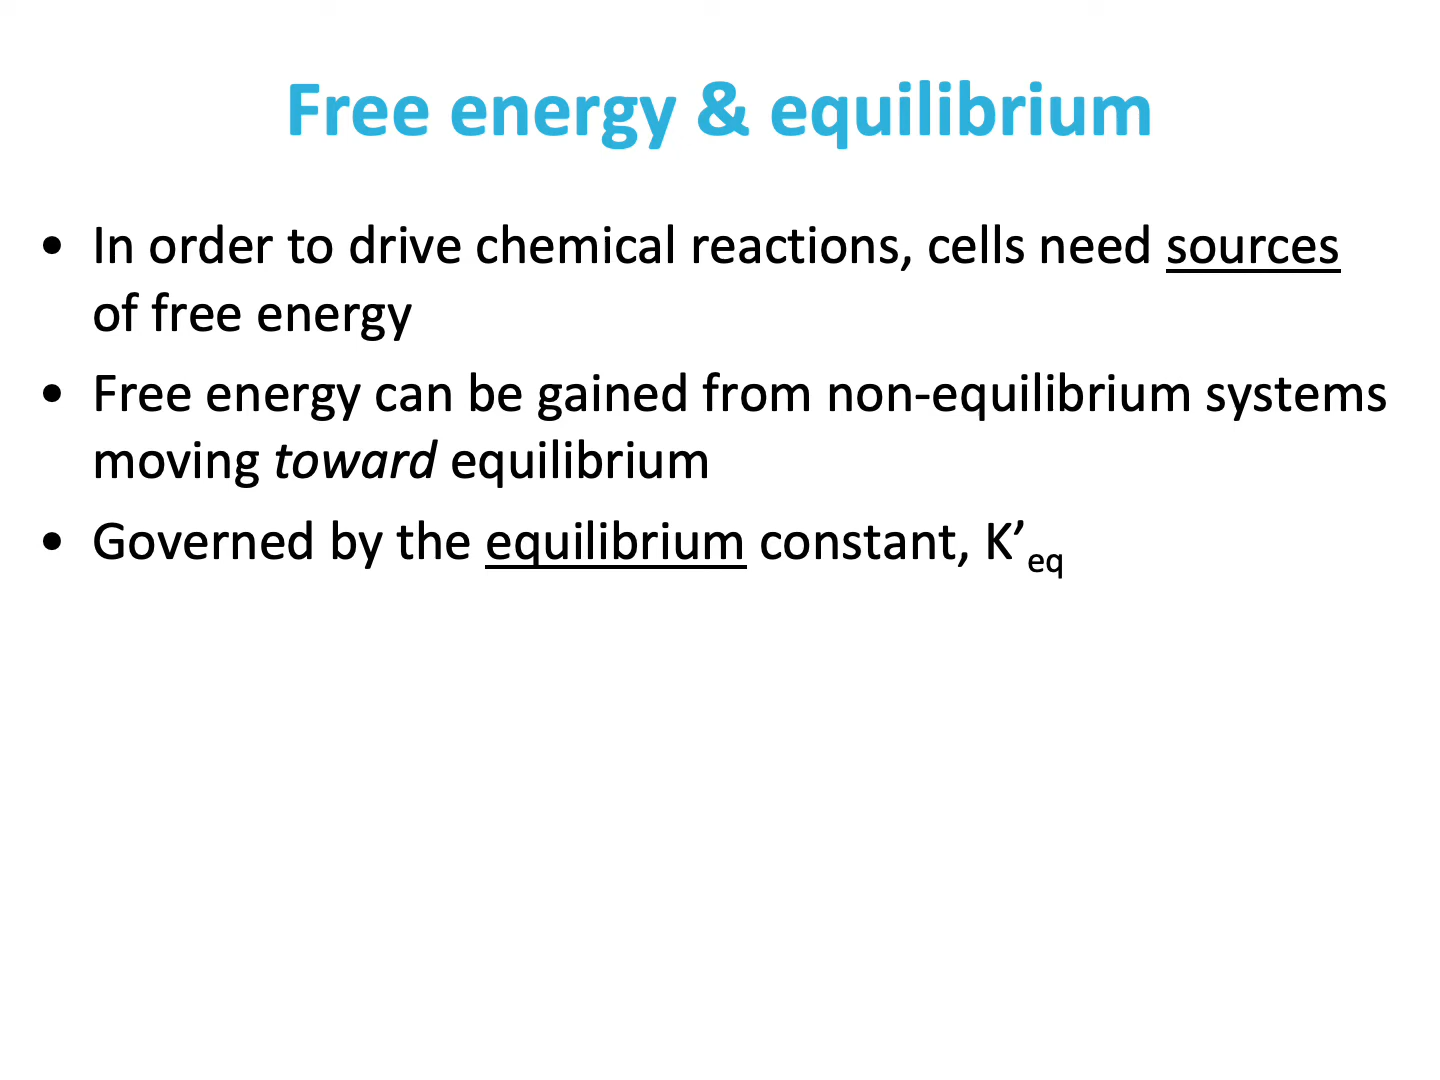 Free energy & equilibrium
• In order to drive chemical reactions, cells need sources
of free energy
• Free energy can be gained from non-equilibrium systems
moving toward equilibrium
• Governed by the equilibrium constant, K’eq